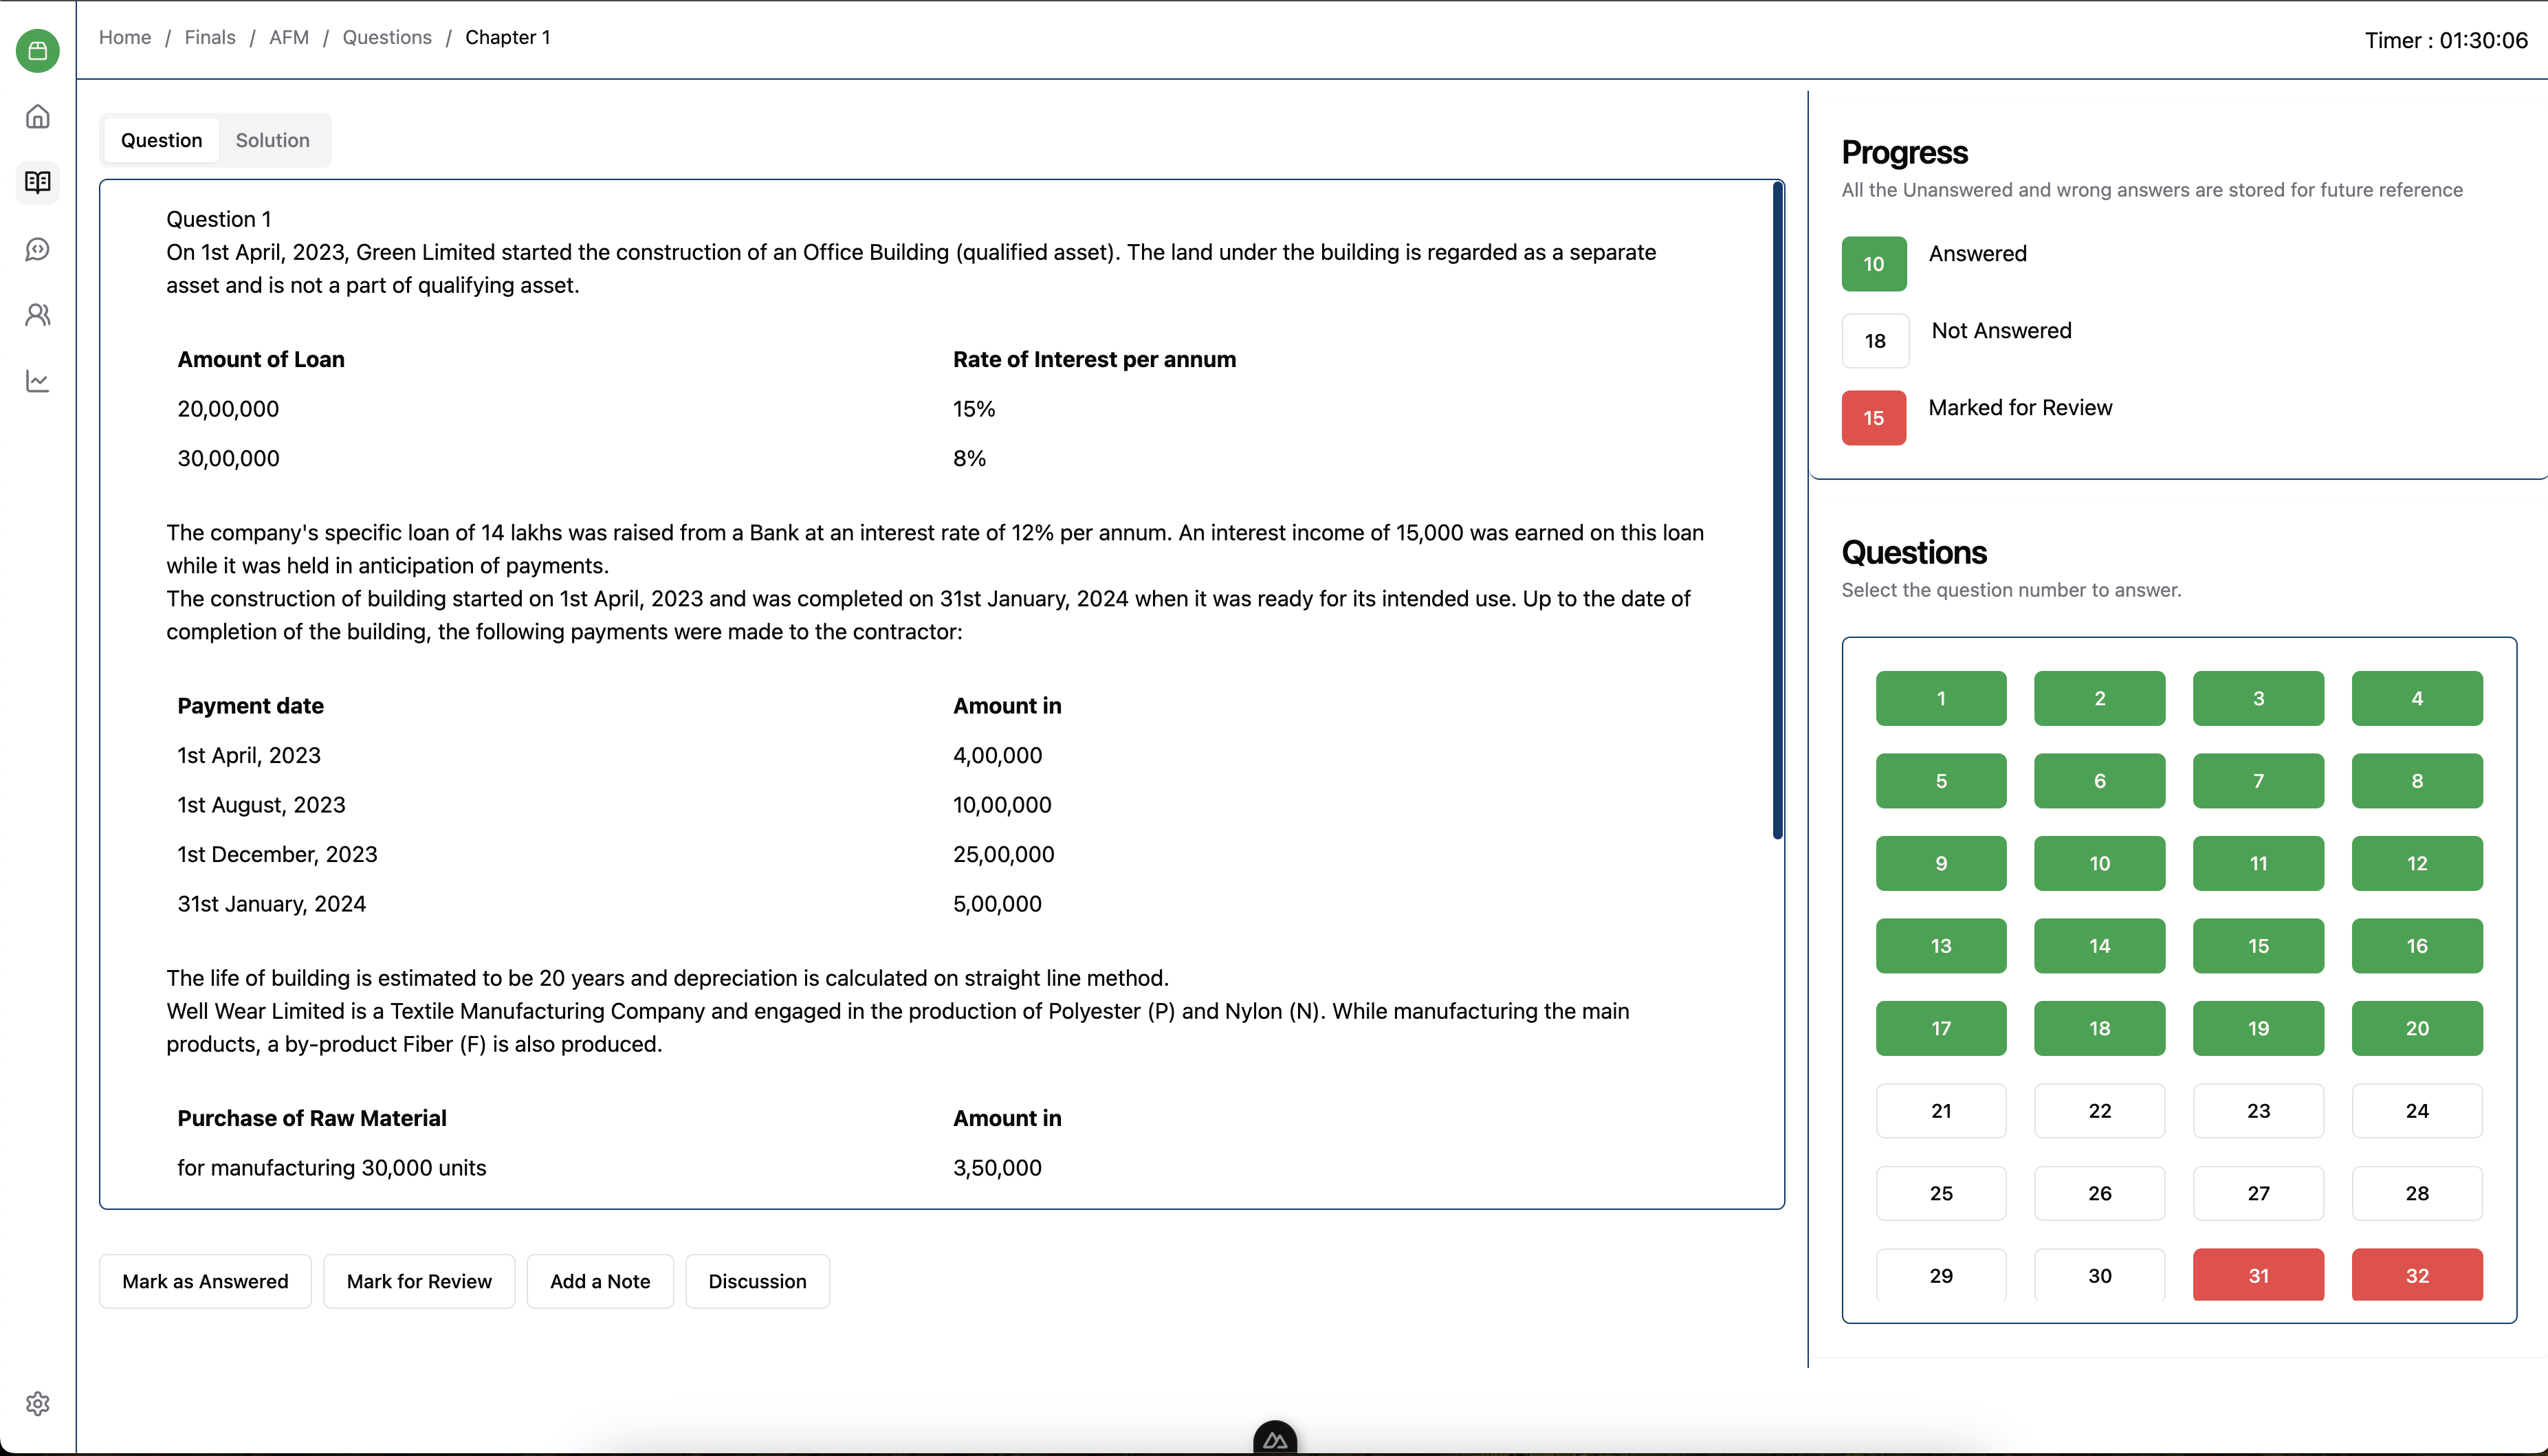 Home / Finals / AFM / Questions / Chapter 1
Timer : 01:30:06
Question Solution
Question 1
On 1st April, 2023, Green Limited started the construction of an Office Building (qualified asset). The land under the building is regarded as a separate
asset and is not a part of qualifying asset.
Amount of Loan Rate of Interest per annum
20,00,000 15%
30,00,000 8%
The company's specific loan of 14 lakhs was raised from a Bank at an interest rate of 12% per annum. An interest income of 15,000 was earned on this loan
while it was held in anticipation of payments.
The construction of building started on 1st April, 2023 and was completed on 31st January, 2024 when it was ready for its intended use. Up to the date of
completion of the building, the following payments were made to the contractor:
Payment date Amount in
1st April, 2023 4,00,000
1st August, 2023 10,00,000
1st December, 2023 25,00,000
31st January, 2024 5,00,000
The life of building is estimated to be 20 years and depreciation is calculated on straight line method.
Well Wear Limited is a Textile Manufacturing Company and engaged in the production of Polyester (P) and Nylon (N). While manufacturing the main
products, a by-product Fiber (F) is also produced.
Purchase of Raw Material Amount in
for manufacturing 30,000 units 3,50,000
Mark as Answered Mark for Review Add a Note Discussion
Progress
All the Unanswered and wrong answers are stored for future reference
10 Answered
18 Not Answered
15 Marked for Review
Questions
Select the question number to answer.
1 2 3 4
5 6 7 8
9 10 11 12
13 14 15 16
17 18 19 20
21 22 23 24
25 26 27 28
29 30 31 32